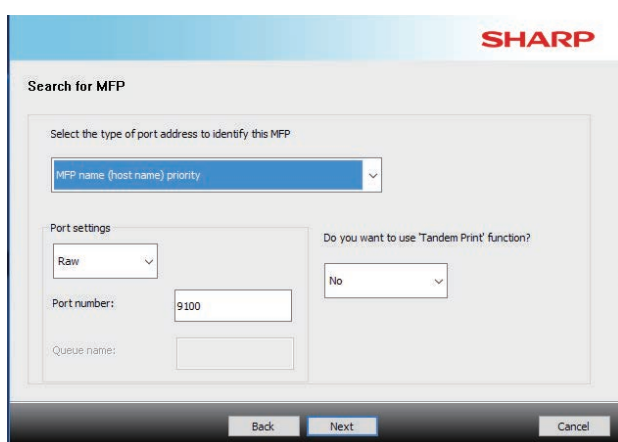 SHARP
Search for MFP
Select the type of port address to identify this MFP
MFP name (host name) priority
Port settings
Raw
Port number:
9100
Queue name:
Do you want to use 'Tandem Print' function?
No
Back
Next
Cancel